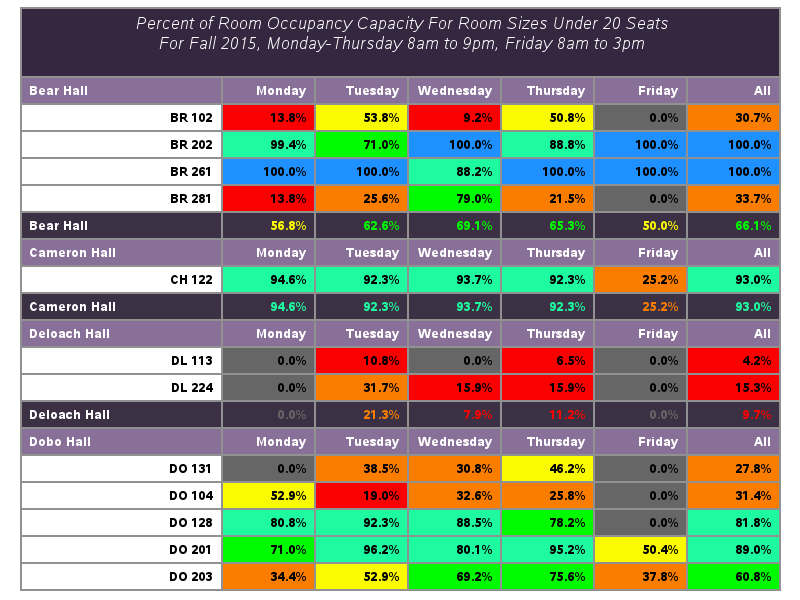 Percent of Room Occupancy Capacity For Room Sizes Under 20 Seats
For Fall 2015, Monday-Thursday 8am to 9pm, Friday 8am to 3pm
Bear Hall Monday Tuesday Wednesday Thursday Friday All
BR 102 13.8% 53.8% 9.2% 50.8% 0.0% 30.7%
BR 202 99.4% 71.0% 100.0% 88.8% 100.0% 100.0%
BR 261 100.0% 100.0% 88.2% 100.0% 100.0% 100.0%
BR 281 13.8% 25.6% 79.0% 21.5% 0.0% 33.7%
Bear Hall 56.8% 62.6% 69.1% 65.3% 50.0% 66.1%
Cameron Hall Monday Tuesday Wednesday Thursday Friday All
CH 122 94.6% 92.3% 93.7% 92.3% 25.2% 93.0%
Cameron Hall 94.6% 92.3% 93.7% 92.3% 25.2% 93.0%
Deloach Hall Monday Tuesday Wednesday Thursday Friday All
DL 113 0.0% 10.8% 0.0% 6.5% 0.0% 4.2%
DL 224 0.0% 31.7% 15.9% 15.9% 0.0% 15.3%
Deloach Hall 0.0% 21.3% 7.9% 11.2% 0.0% 9.7%
Dobo Hall Monday Tuesday Wednesday Thursday Friday All
DO 131 0.0% 38.5% 30.8% 46.2% 0.0% 27.8%
DO 104 52.9% 19.0% 32.6% 25.8% 0.0% 31.4%
DO 128 80.8% 92.3% 88.5% 78.2% 0.0% 81.8%
DO 201 71.0% 96.2% 80.1% 95.2% 50.4% 89.0%
DO 203 34.4% 52.9% 69.2% 75.6% 37.8% 60.8%